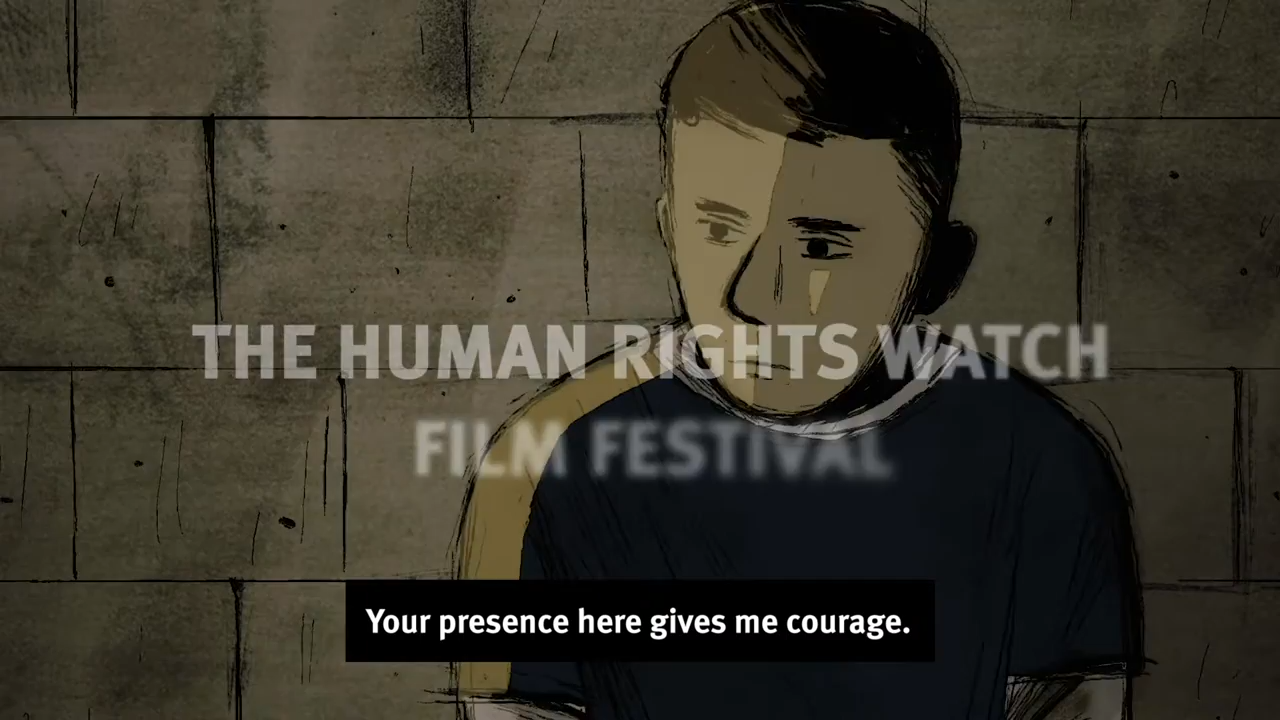 THE HUMAN RIGHTS WATCH
FILM FESTIVAL
Your presence here gives me courage.